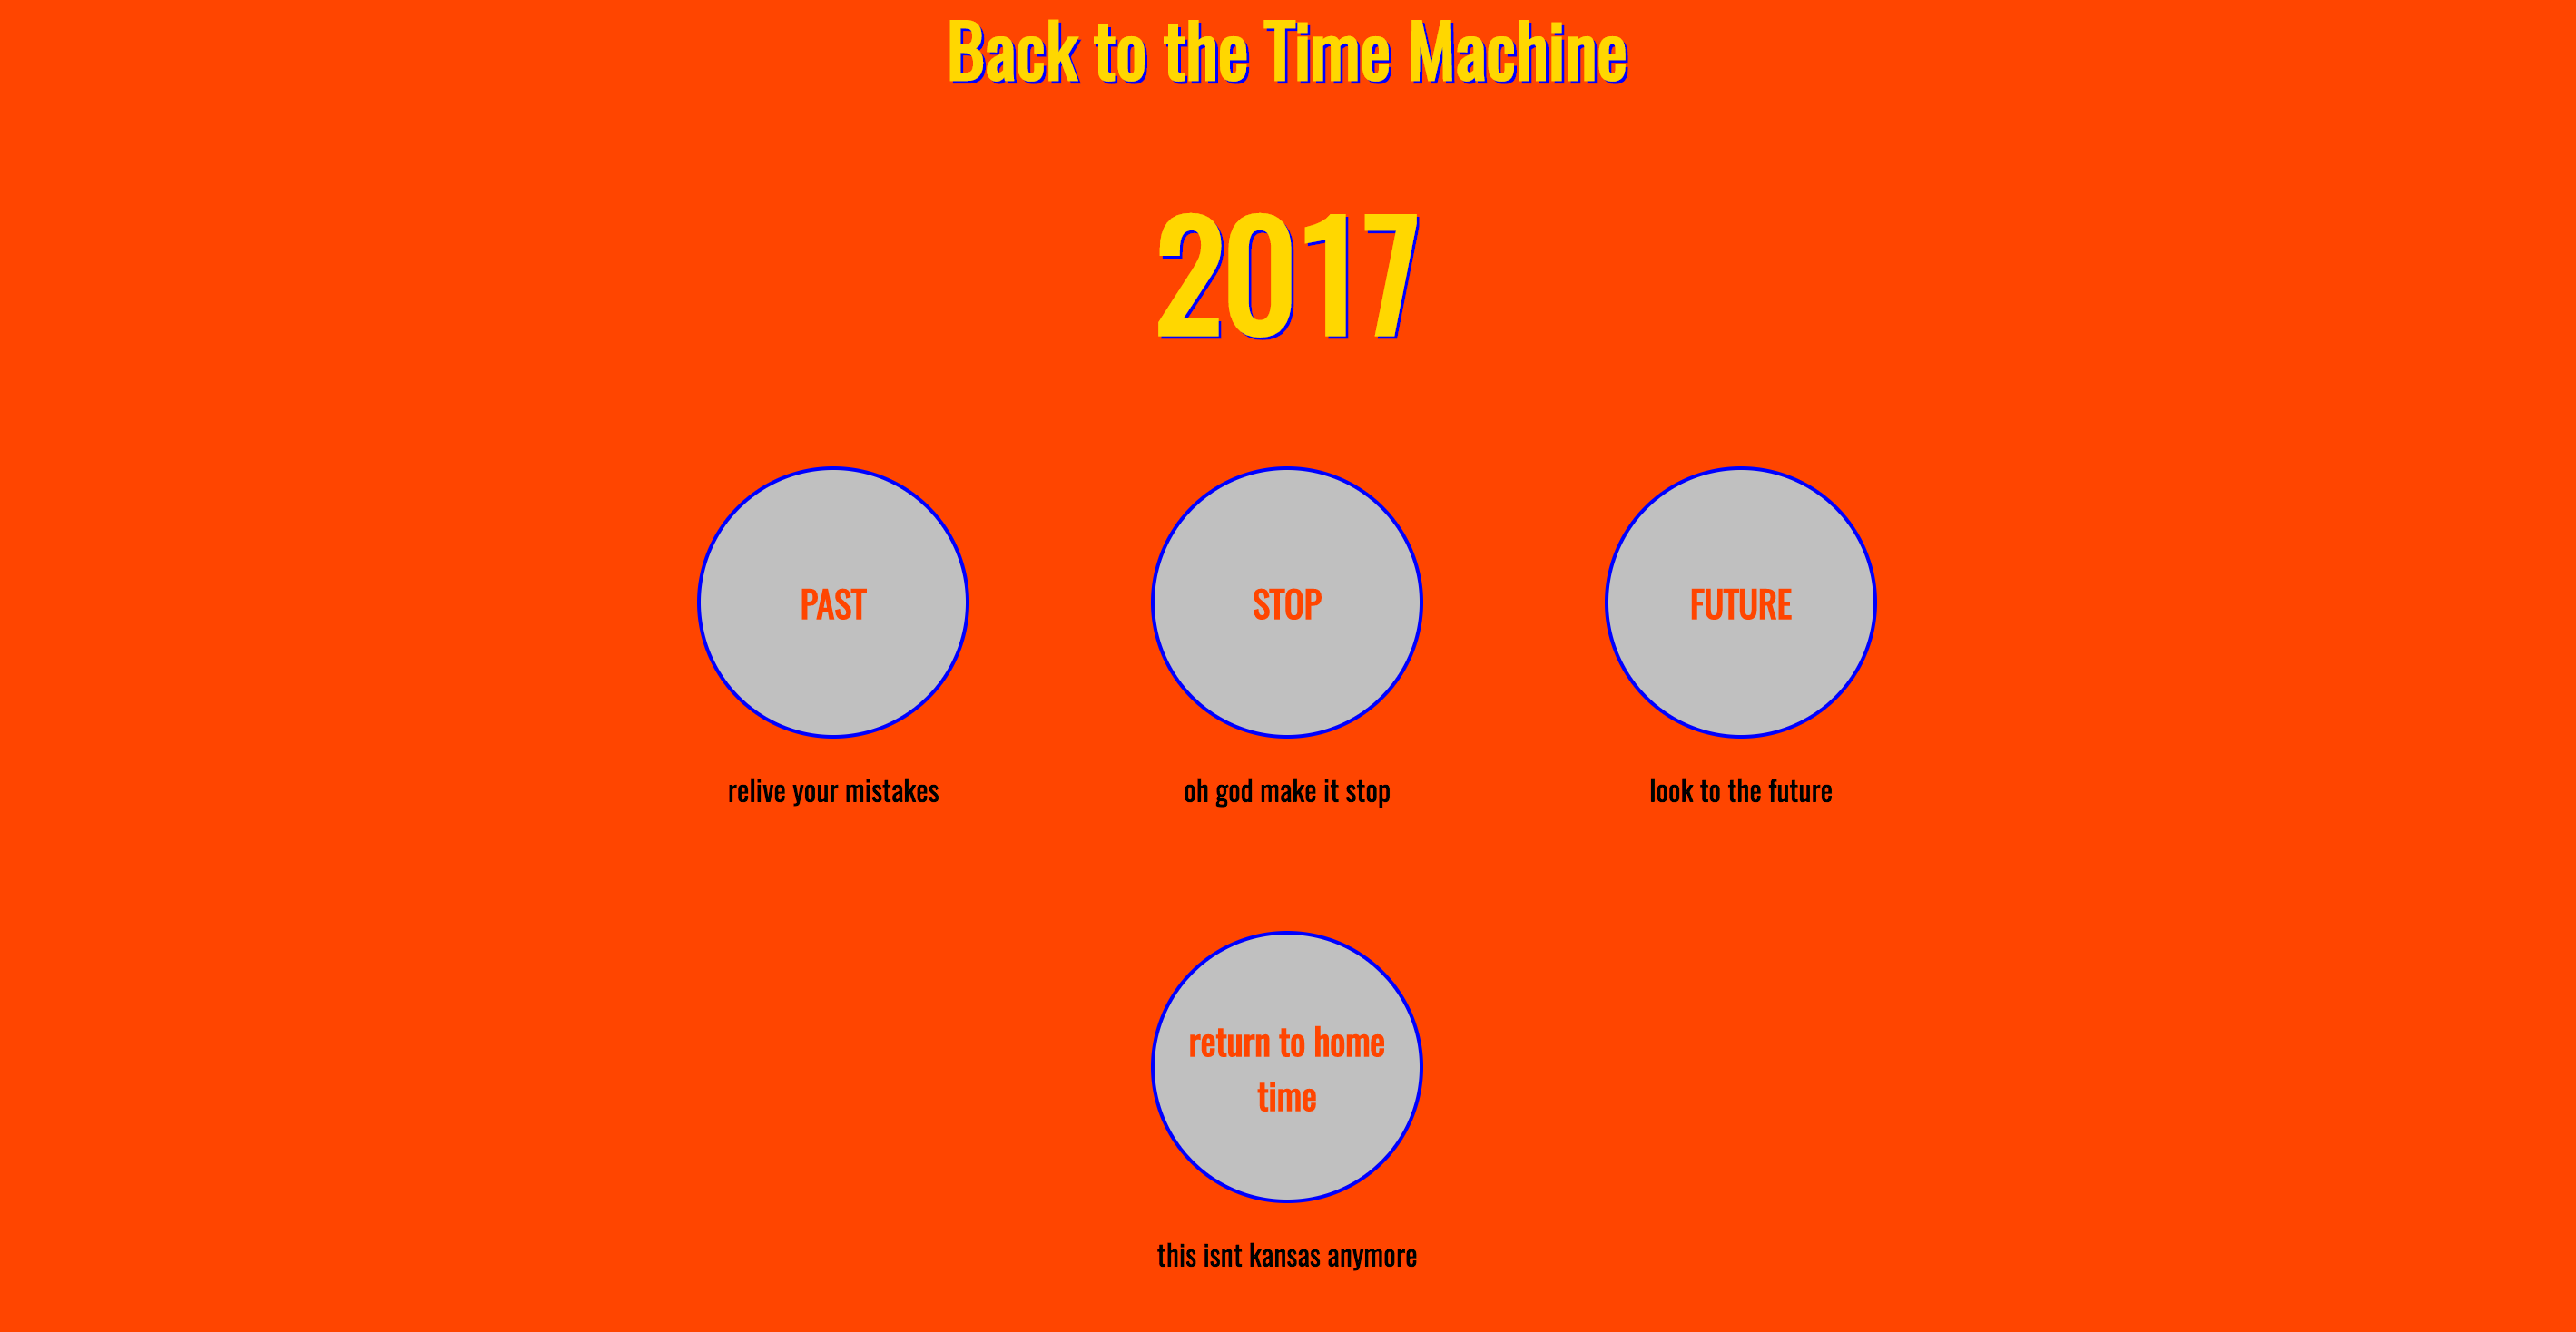 Back to the Time Machine
2017
PAST
STOP
FUTURE
relive your mistakes
oh god make it stop
look to the future
return to home
time
this isnt kansas anymore